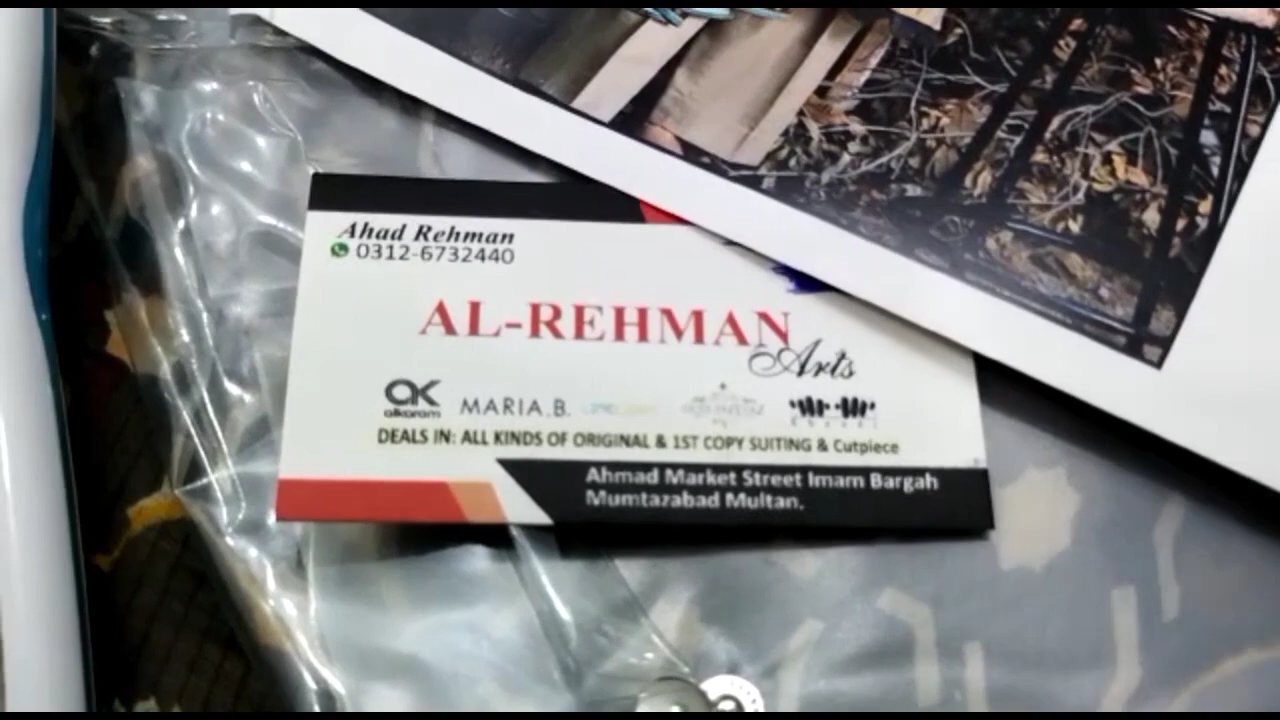 Ahad Rehman
0312-6732440
AL-REHMAN
Arts
alkaram MARIA.B.
DEALS IN: ALL KINDS OF ORIGINAL & 1ST COPY SUITING & Cutpiece
Ahmad Market Street Imam Bargah
Mumtazabad Multan.